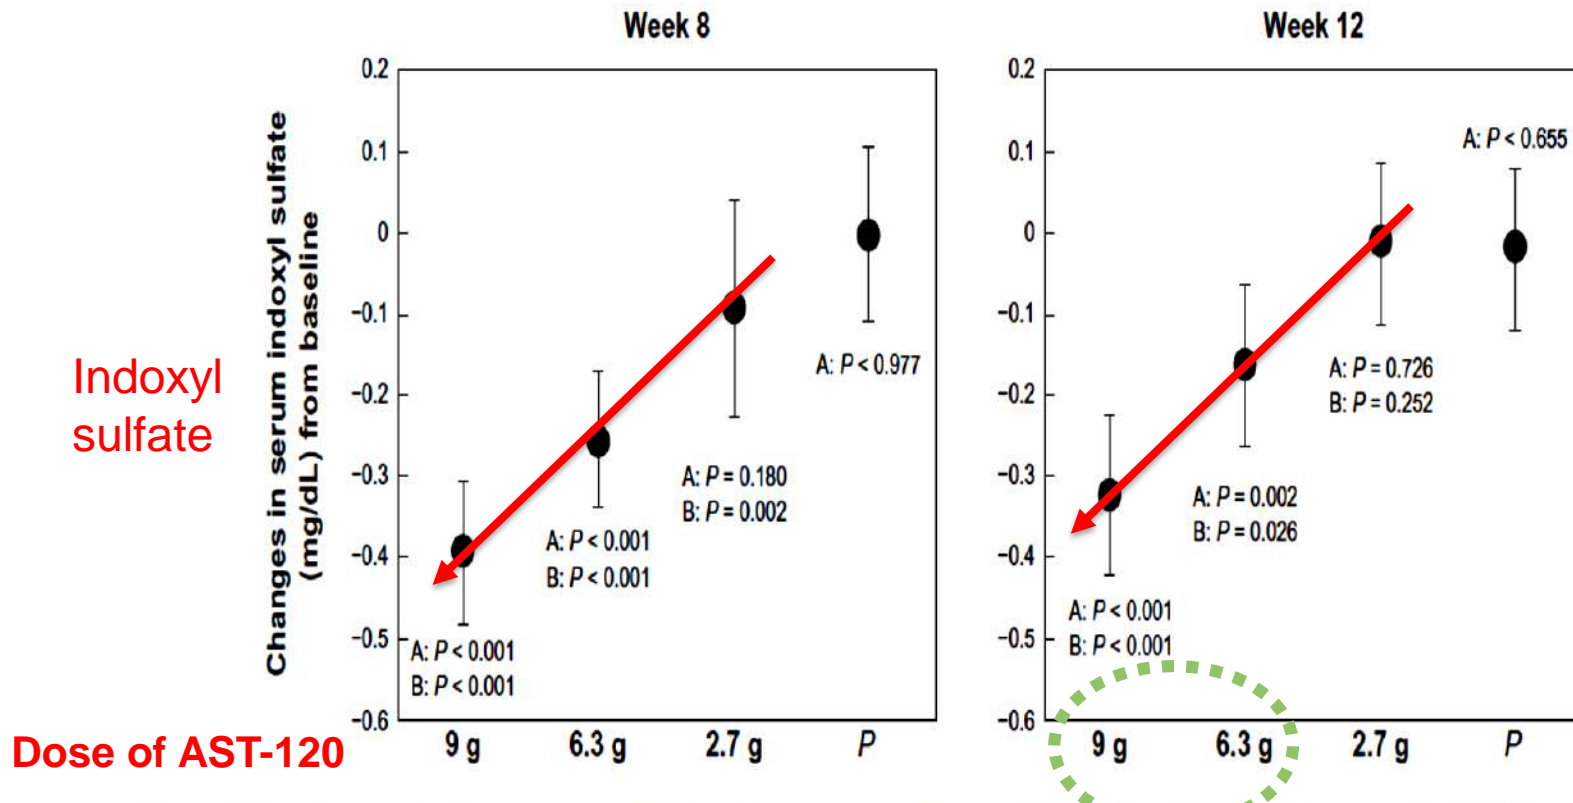 Week 8
Week 12
Changes in serum indoxyl sulfate
(mg/dL) from baseline
Indoxyl
sulfate
0.2
0.1
0
−0.1
−0.2
−0.3
−0.4
−0.5
−0.6
A: P < 0.001
B: P < 0.001
A: P < 0.001
B: P < 0.001
A: P = 0.180
B: P = 0.002
A: P < 0.977
9 g
6.3 g
2.7 g
P
0.2
0.1
0
−0.1
−0.2
−0.3
−0.4
−0.5
−0.6
A: P < 0.001
B: P < 0.001
A: P = 0.002
B: P = 0.026
A: P = 0.726
B: P = 0.252
A: P < 0.655
9 g
6.3 g
2.7 g
P
Dose of AST-120